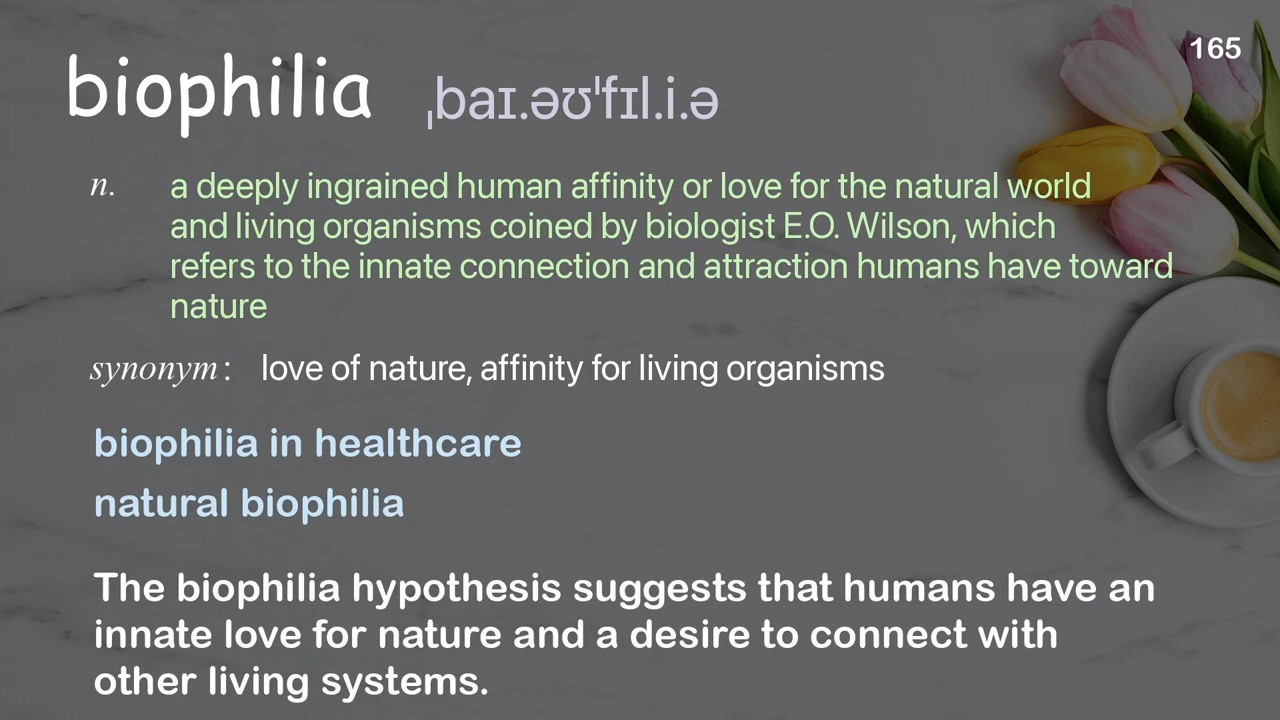 165
biophilia ˌbaɪ.əʊˈfɪl.i.ə
n. a deeply ingrained human affinity or love for the natural world
and living organisms coined by biologist E.O. Wilson, which
refers to the innate connection and attraction humans have toward
nature
synonym: love of nature, affinity for living organisms
biophilia in healthcare
natural biophilia
The biophilia hypothesis suggests that humans have an
innate love for nature and a desire to connect with
other living systems.